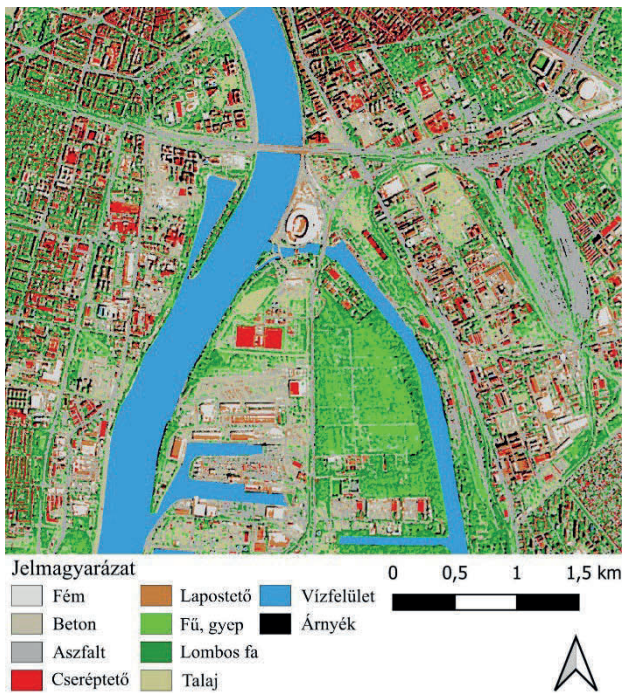 Jelmagyarázat
Fém
Beton
Aszfalt
Cseréptető
Lapostető
Fű, gyep
Lombos fa
Talaj
Vízfelület
Árnyék
0 0,5 1 1,5 km